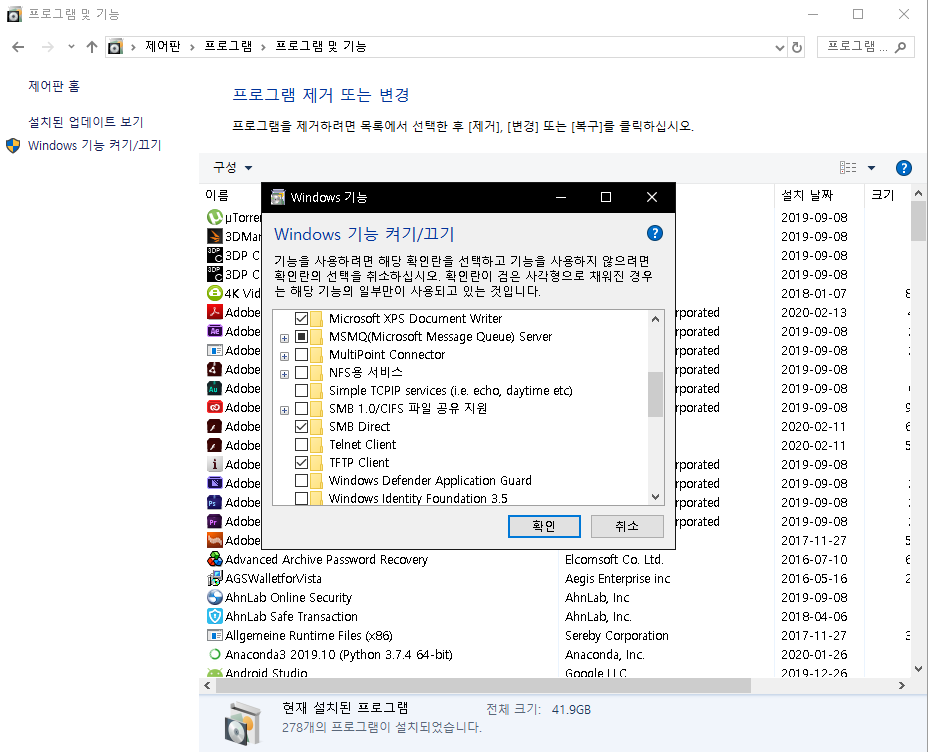 프로그램 및 기능
제어판 › 프로그램 › 프로그램 및 기능
프로그램 ...
제어판 홈
설치된 업데이트 보기
Windows 기능 켜기/끄기
프로그램 제거 또는 변경
프로그램을 제거하려면 목록에서 선택한 후 [제거], [변경] 또는 [복구]를 클릭하십시오.
구성
이름
설치 날짜
크기
Windows 기능
Windows 기능 켜기/끄기
기능을 사용하려면 해당 확인란을 선택하고 기능을 사용하지 않으려면
확인란의 선택을 취소하십시오. 확인란이 검은 사각형으로 채워진 경우
는 해당 기능의 일부만이 사용되고 있는 것입니다.
Microsoft XPS Document Writer
MSMQ(Microsoft Message Queue) Server
MultiPoint Connector
NFS용 서비스
Simple TCPIP services (i.e. echo, daytime etc)
SMB 1.0/CIFS 파일 공유 지원
SMB Direct
Telnet Client
TFTP Client
Windows Defender Application Guard
Windows Identity Foundation 3.5
확인
취소
µTorre 2019-09-08
3DMar 2019-09-08
3DP C 2019-09-08
3DP C 2019-09-08
4K Vid 2018-01-07
Adobe rporated 2020-02-13
Adobe rporated 2019-09-08
Adobe rporated 2019-09-08
Adobe rporated 2019-09-08
Adobe rporated 2019-09-08
Adobe rporated 2019-09-08
Adobe 2020-02-11
Adobe 2020-02-11
Adobe rporated 2019-09-08
Adobe rporated 2019-09-08
Adobe rporated 2019-09-08
Adobe rporated 2019-09-08
Adobe 2017-11-27
Advanced Archive Password Recovery Elcomsoft Co. Ltd. 2016-07-10
AGSWalletforVista Aegis Enterprise inc 2016-05-16
AhnLab Online Security AhnLab, Inc 2019-09-08
AhnLab Safe Transaction AhnLab, Inc. 2018-04-06
Allgemeine Runtime Files (x86) Sereby Corporation 2017-11-27
Anaconda3 2019.10 (Python 3.7.4 64-bit) Anaconda, Inc. 2020-01-26
Android Studio Google LLC 2019-12-26
현재 설치된 프로그램 전체 크기: 41.9GB
278개의 프로그램이 설치되었습니다.